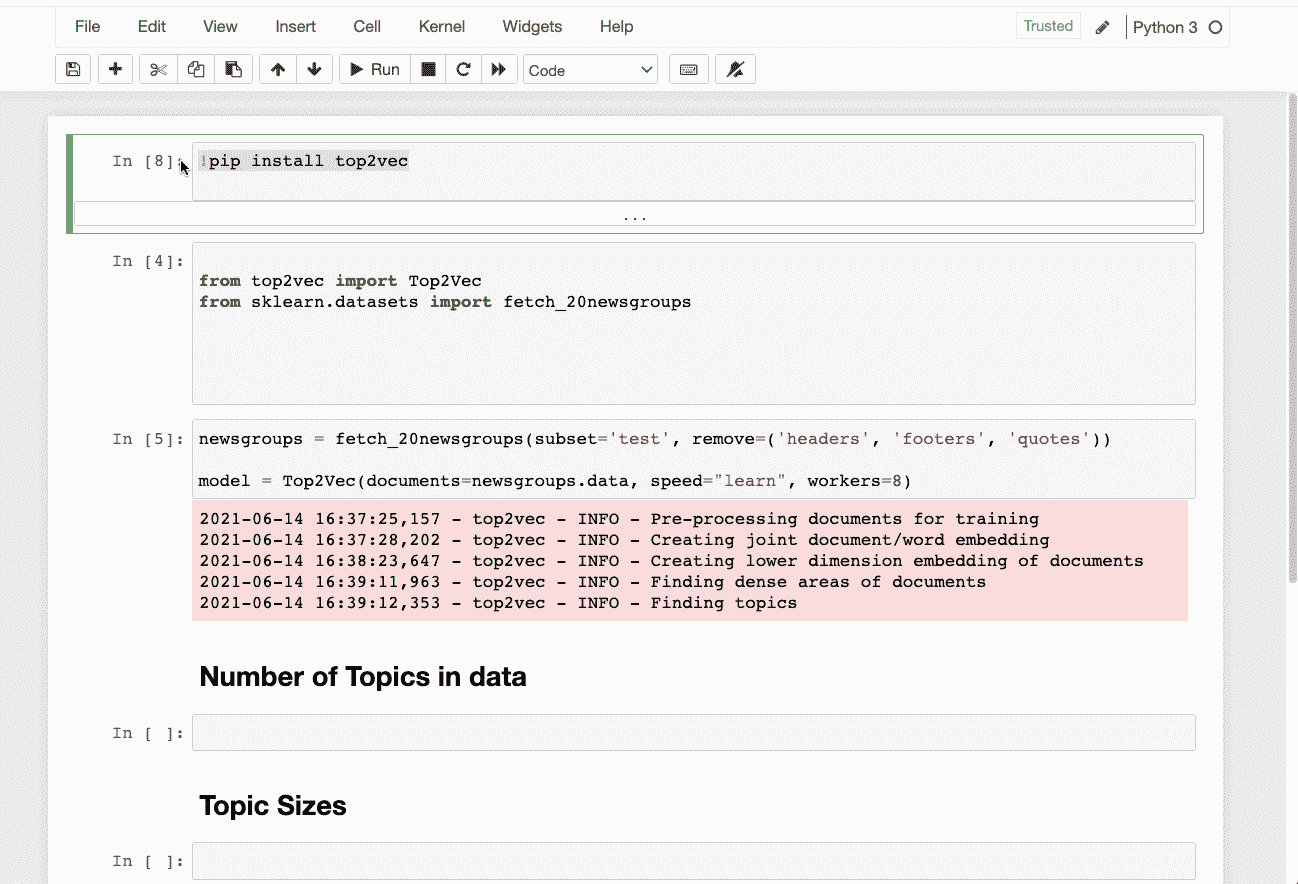 File Edit View Insert Cell Kernel Widgets Help Trusted Python 3
Run Code
In [8]: !pip install top2vec
...
In [4]:
from top2vec import Top2Vec
from sklearn.datasets import fetch_20newsgroups
In [5]: newsgroups = fetch_20newsgroups(subset='test', remove=('headers', 'footers', 'quotes'))
model = Top2Vec(documents=newsgroups.data, speed="learn", workers=8)
2021-06-14 16:37:25,157 - top2vec - INFO - Pre-processing documents for training
2021-06-14 16:37:28,202 - top2vec - INFO - Creating joint document/word embedding
2021-06-14 16:38:23,647 - top2vec - INFO - Creating lower dimension embedding of documents
2021-06-14 16:39:11,963 - top2vec - INFO - Finding dense areas of documents
2021-06-14 16:39:12,353 - top2vec - INFO - Finding topics
Number of Topics in data
In [ ]:
Topic Sizes
In [ ]: